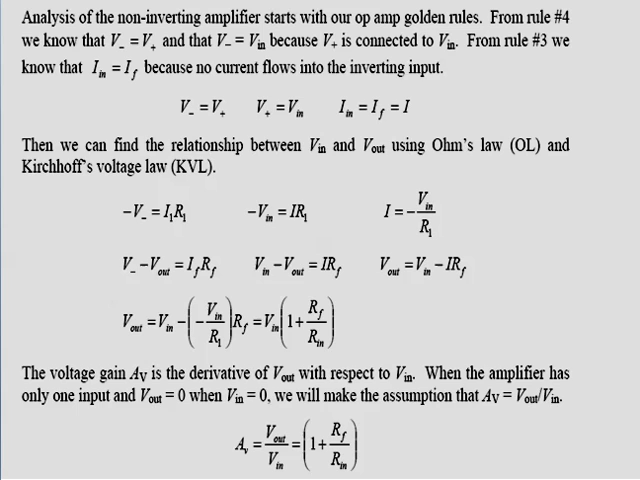 Analysis of the non-inverting amplifier starts with our op amp golden rules. From rule #4
we know that V₋ = V₊ and that V₋ = Vin because V₊ is connected to Vin. From rule #3 we
know that Iin = If because no current flows into the inverting input.
V₋ = V₊ V₊ = Vin Iin = If = I
Then we can find the relationship between Vin and Vout using Ohm's law (OL) and
Kirchhoff's voltage law (KVL).
-V₋ = I₁R₁ -Vin = IR₁ I = -Vin/R₁
V₋ - Vout = IfRf Vin - Vout = IRf Vout = Vin - IRf
Vout = Vin - (-Vin/R₁)Rf = Vin(1 + Rf/Rin)
The voltage gain Av is the derivative of Vout with respect to Vin. When the amplifier has
only one input and Vout = 0 when Vin = 0, we will make the assumption that Av = Vout/Vin.
Av = Vout/Vin = (1 + Rf/Rin)